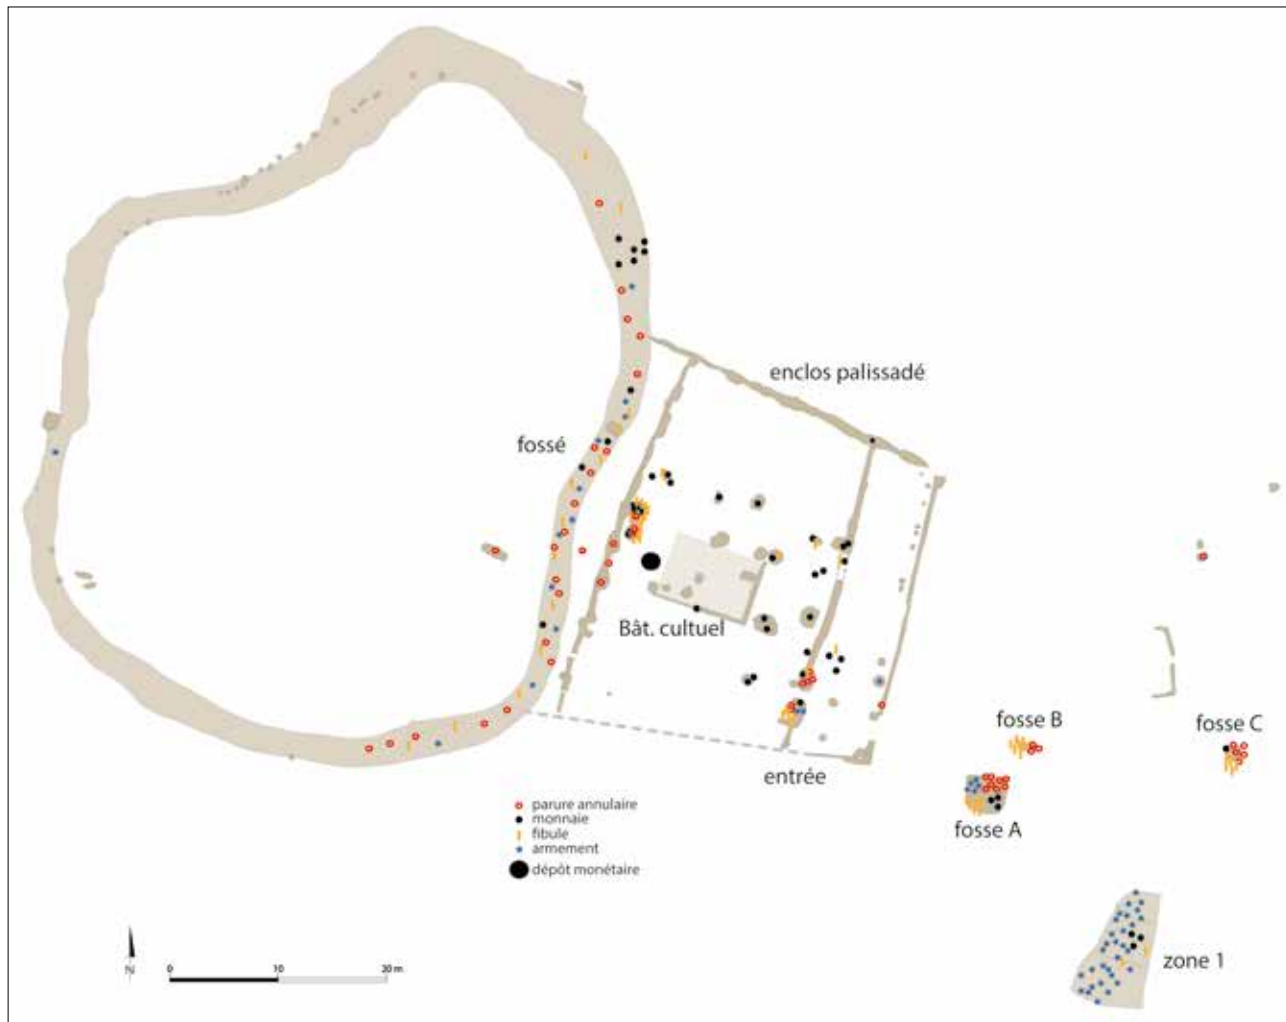 enclos palissadé
fossé
Bât. cultuel
fosse B
fosse C
entrée
fosse A
parure annulaire
monnaie
fibule
armement
dépôt monétaire
zone 1
N
0 10 20 m